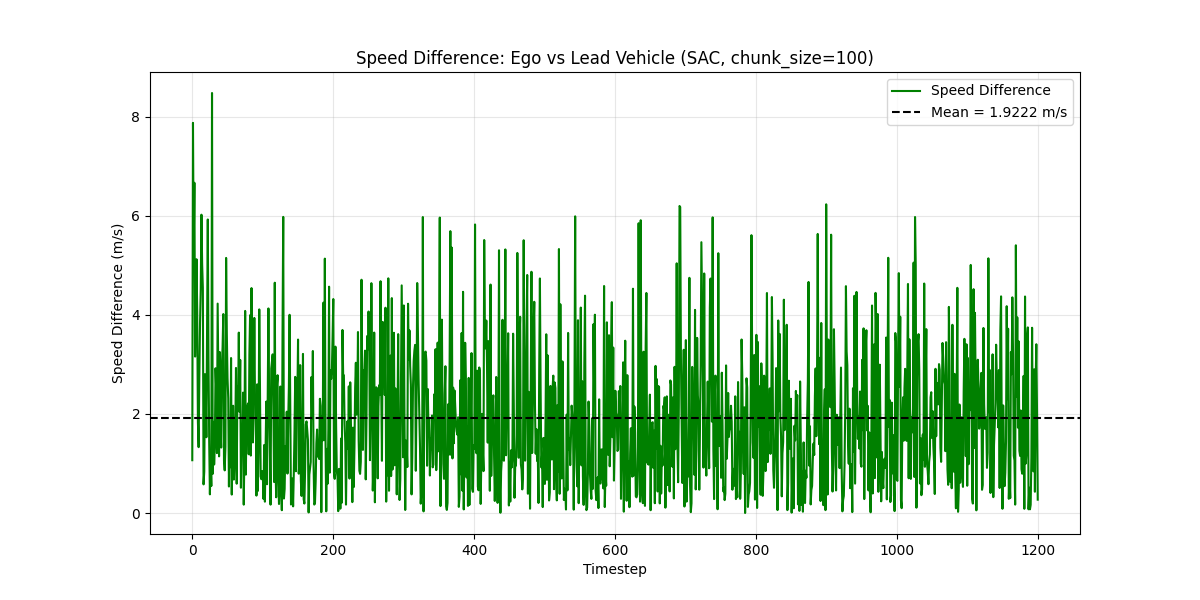 Speed Difference: Ego vs Lead Vehicle (SAC, chunk_size=100)
Speed Difference
Mean = 1.9222 m/s
Speed Difference (m/s)
8
6
4
2
0
0 200 400 600 800 1000 1200
Timestep